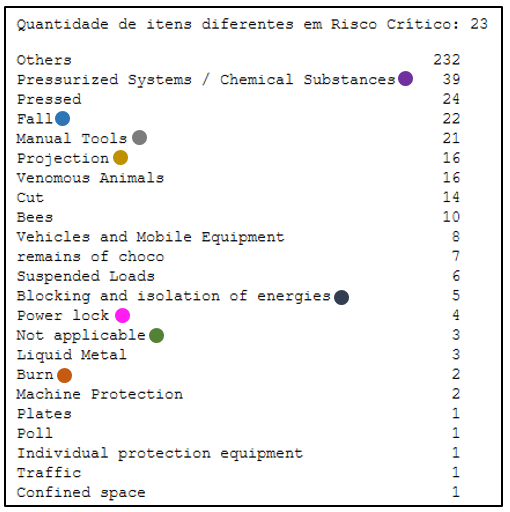 Quantidade de itens diferentes em Risco Crítico: 23
Others 232
Pressurized Systems / Chemical Substances 39
Pressed 24
Fall 22
Manual Tools 21
Projection 16
Venomous Animals 16
Cut 14
Bees 10
Vehicles and Mobile Equipment 8
remains of choco 7
Suspended Loads 6
Blocking and isolation of energies 5
Power lock 4
Not applicable 3
Liquid Metal 3
Burn 2
Machine Protection 2
Plates 1
Poll 1
Individual protection equipment 1
Traffic 1
Confined space 1